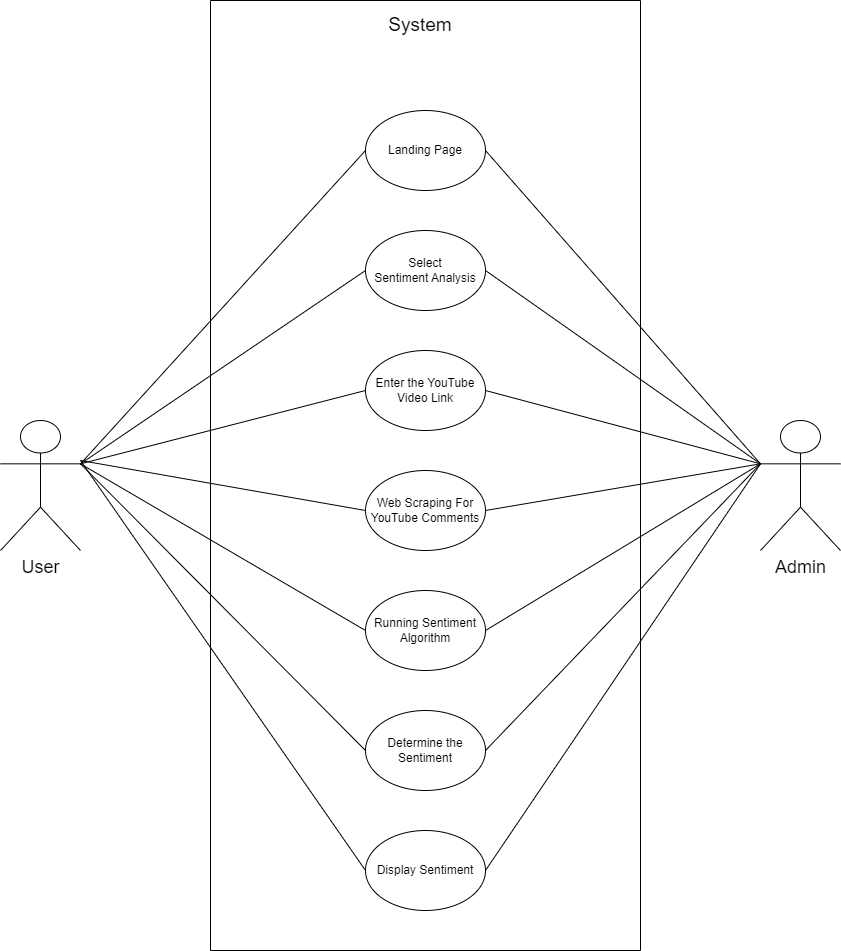 System
Landing Page
Select
Sentiment Analysis
Enter the YouTube
Video Link
Web Scraping For
YouTube Comments
Running Sentiment
Algorithm
Determine the
Sentiment
Display Sentiment
User
Admin